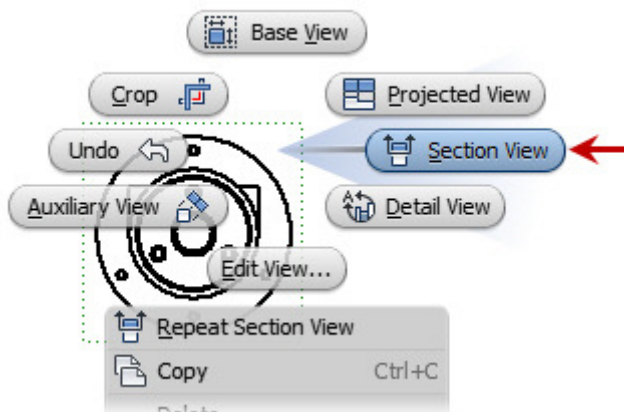 Base View
Crop
Projected View
Undo
Section View
Auxiliary View
Detail View
Edit View...
Repeat Section View
Copy Ctrl+C
Delete